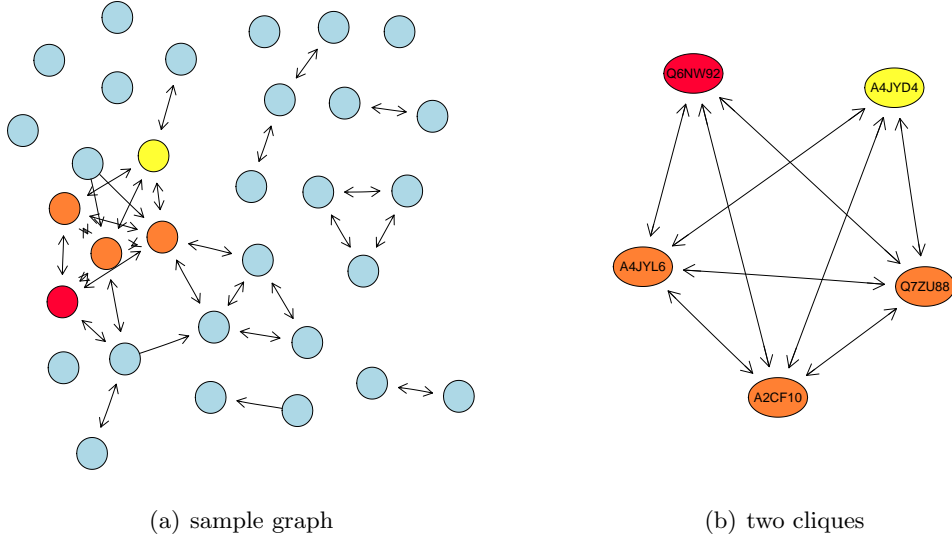 Q6NW92
A4JYD4
A4JYL6
Q7ZU88
A2CF10
(a) sample graph
(b) two cliques